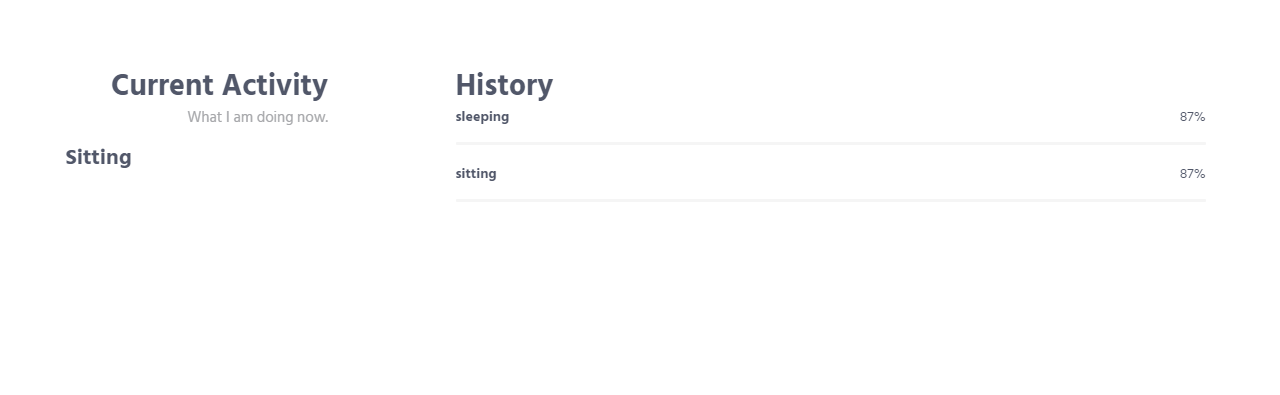 Current Activity
What I am doing now.
Sitting
History
sleeping 87%
sitting 87%